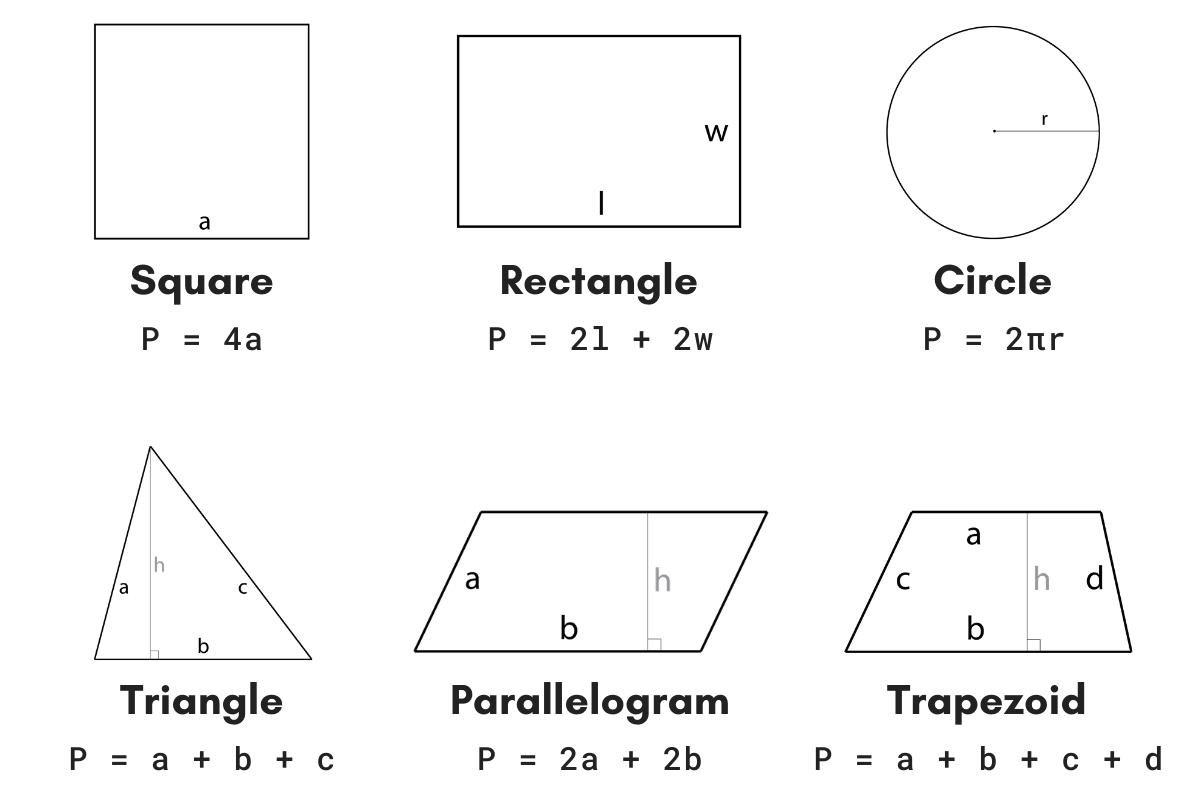 a
l
w
r
Square
Rectangle
Circle
P = 4a
P = 2l + 2w
P = 2πr
a
h
c
b
a
b
h
a
c
h
d
b
Triangle
Parallelogram
Trapezoid
P = a + b + c
P = 2a + 2b
P = a + b + c + d